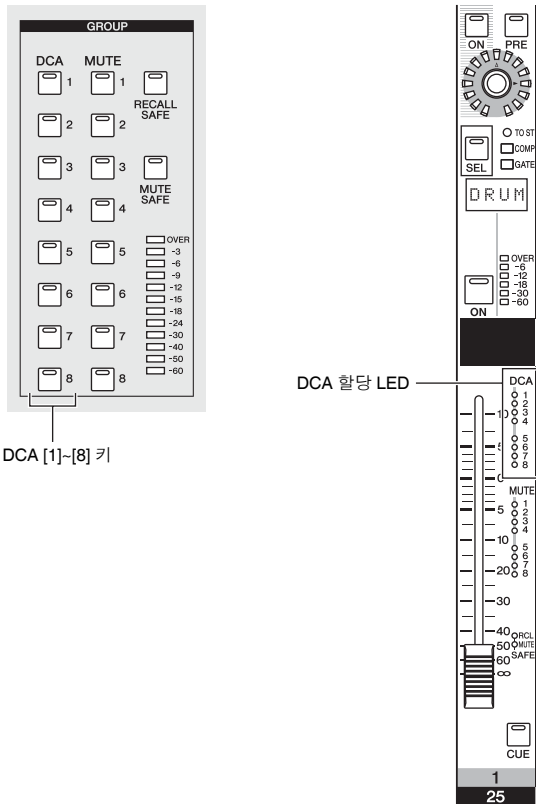 GROUP
DCA MUTE
1 1
RECALL
SAFE
2 2
3 3
MUTE
SAFE
4 4
5 5
6 6
7 7
8 8
OVER
-3
-6
-9
-12
-15
-18
-24
-30
-40
-50
-60
DCA [1]~[8] 키
ON PRE
TO ST
COMP
GATE
SEL
DRUM
OVER
-6
-12
-18
-30
-60
ON
DCA 할당 LED
DCA
1
2
3
4
5
6
7
8
MUTE
1
2
3
4
5
6
7
8
10
5
0
5
10
20
30
40
50
60
∞
RCL
MUTE
SAFE
CUE
1
25